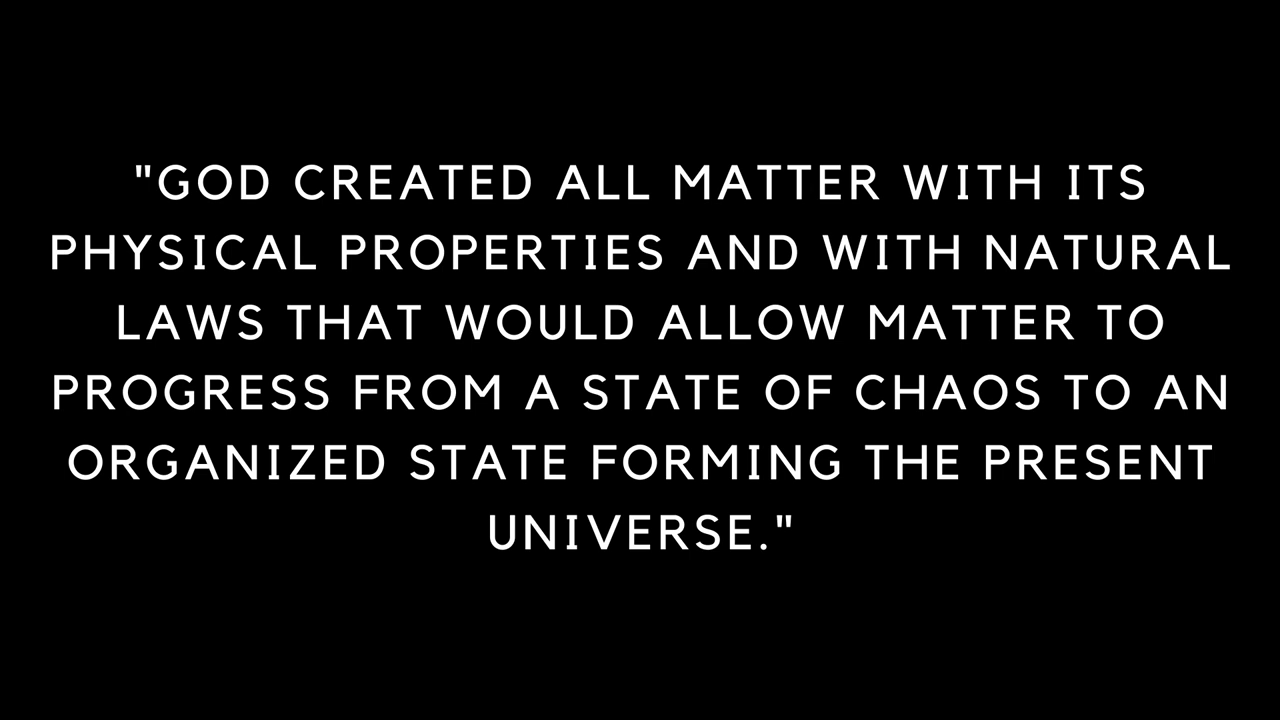 "GOD CREATED ALL MATTER WITH ITS
PHYSICAL PROPERTIES AND WITH NATURAL
LAWS THAT WOULD ALLOW MATTER TO
PROGRESS FROM A STATE OF CHAOS TO AN
ORGANIZED STATE FORMING THE PRESENT
UNIVERSE."